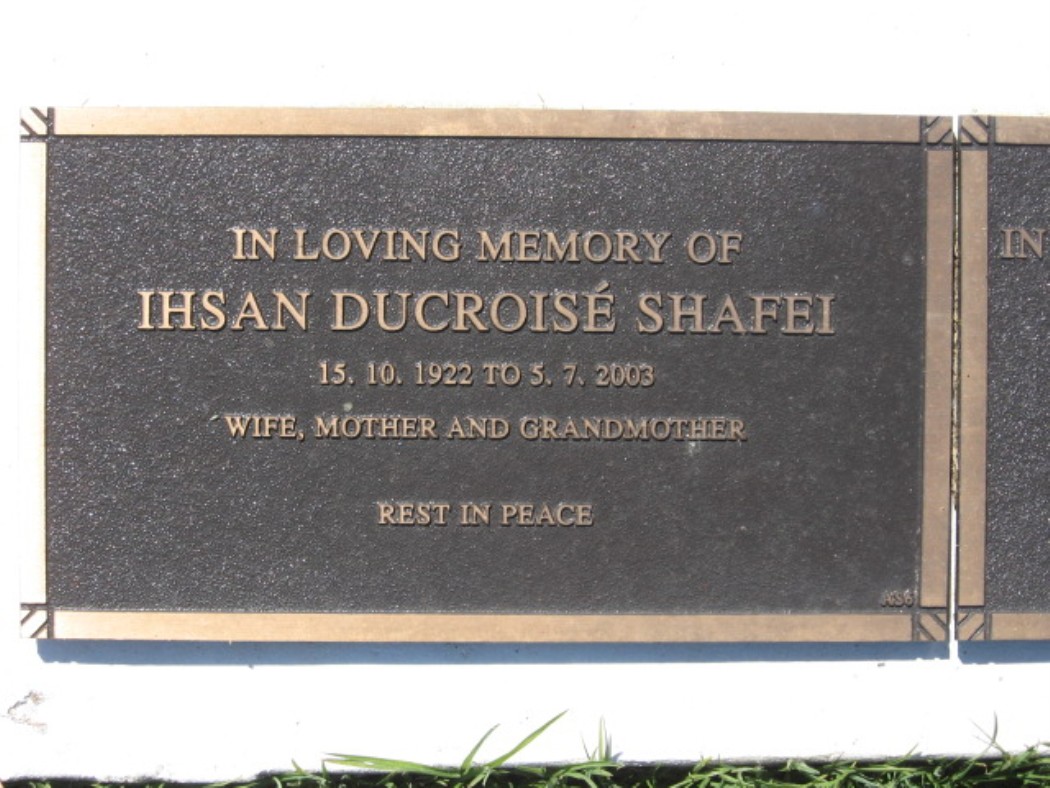 IN LOVING MEMORY OF
IHSAN DUCROISÉ SHAFEI
15. 10. 1922 TO 5. 7. 2003
WIFE, MOTHER AND GRANDMOTHER
REST IN PEACE
IN